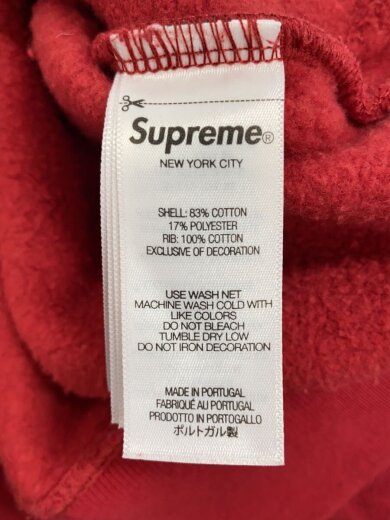 Supreme®
NEW YORK CITY
SHELL: 83% COTTON
17% POLYESTER
RIB: 100% COTTON
EXCLUSIVE OF DECORATION
USE WASH NET
MACHINE WASH COLD WITH
LIKE COLORS
DO NOT BLEACH
TUMBLE DRY LOW
DO NOT IRON DECORATION
MADE IN PORTUGAL
FABRIQUÉ AU PORTUGAL
PRODOTTO IN PORTOGALLO
ポルトガル製